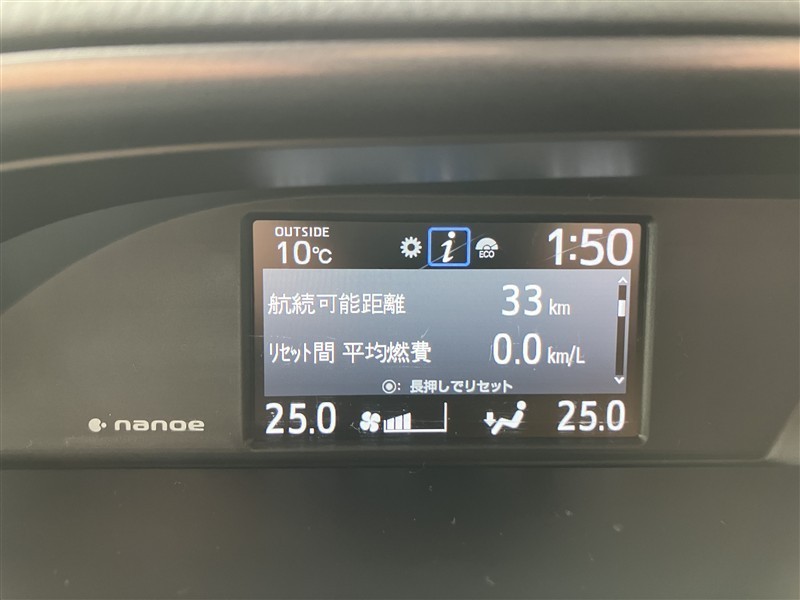 OUTSIDE
10℃
ECO
1:50
航続可能距離 33 km
ﾘｾｯﾄ間 平均燃費 0.0 km/L
◉: 長押しでリセット
25.0 25.0
nanoe